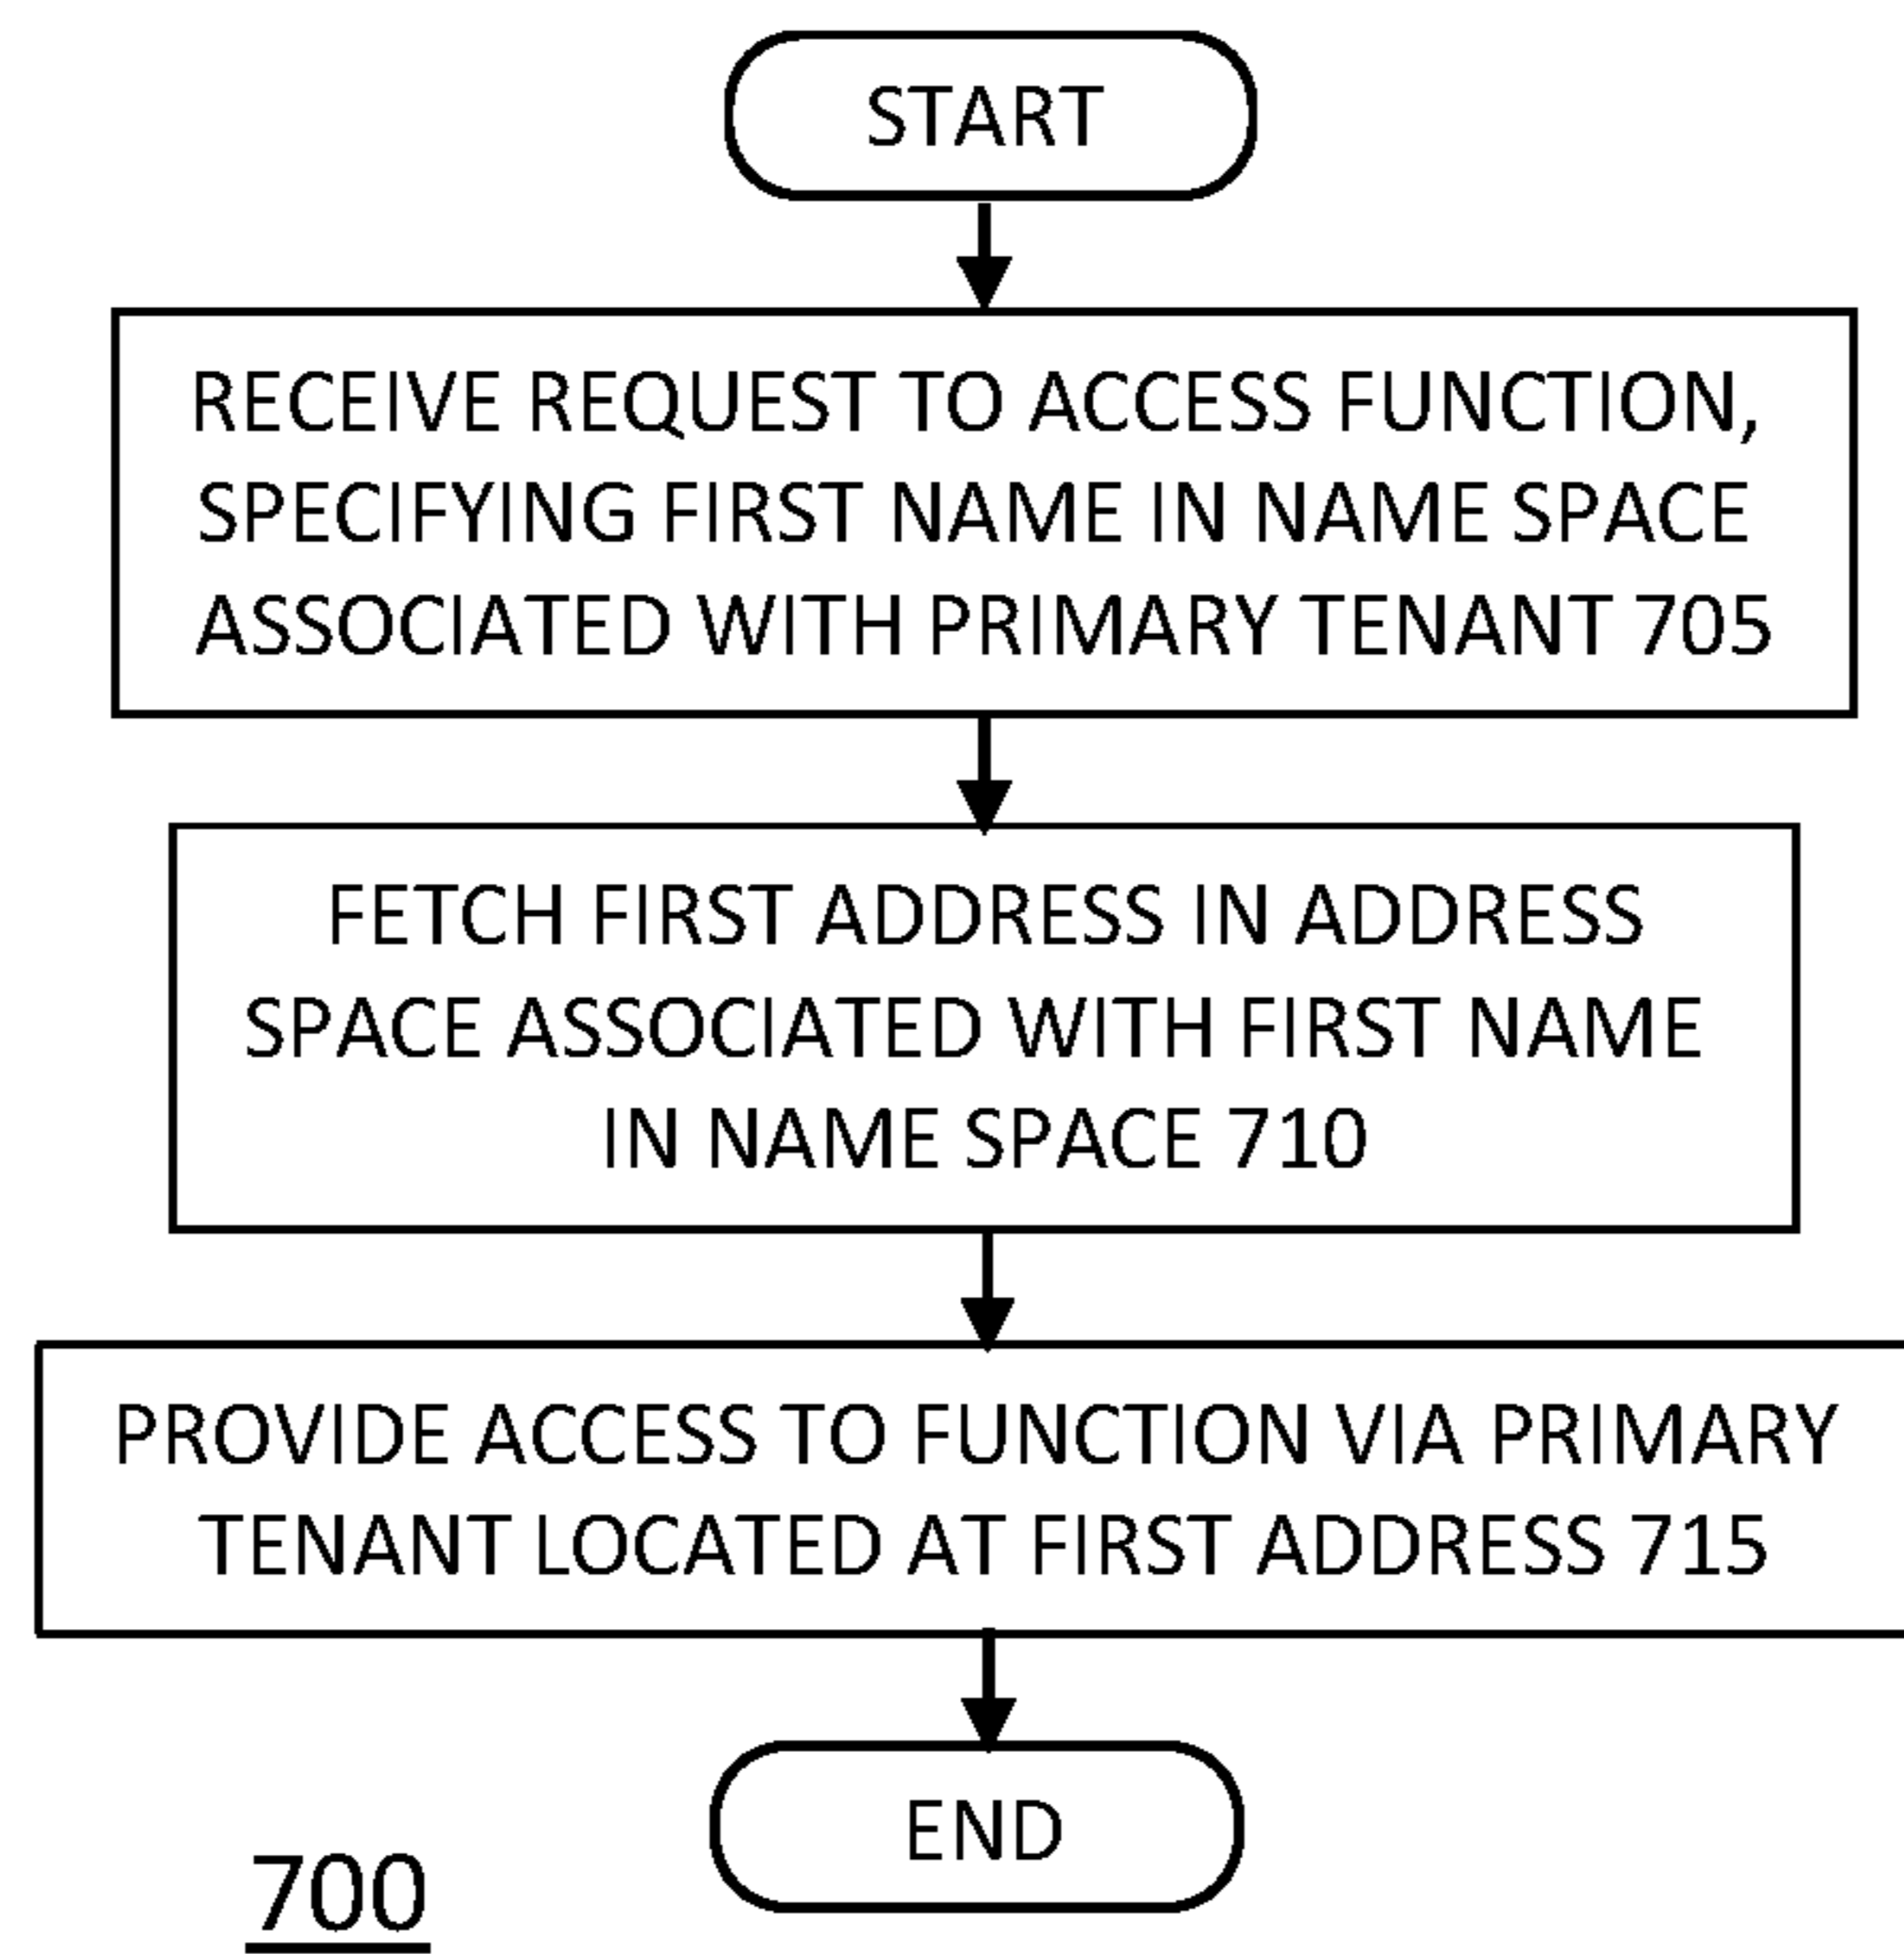 START
RECEIVE REQUEST TO ACCESS FUNCTION,
SPECIFYING FIRST NAME IN NAME SPACE
ASSOCIATED WITH PRIMARY TENANT 705
FETCH FIRST ADDRESS IN ADDRESS
SPACE ASSOCIATED WITH FIRST NAME
IN NAME SPACE 710
PROVIDE ACCESS TO FUNCTION VIA PRIMARY
TENANT LOCATED AT FIRST ADDRESS 715
END
700